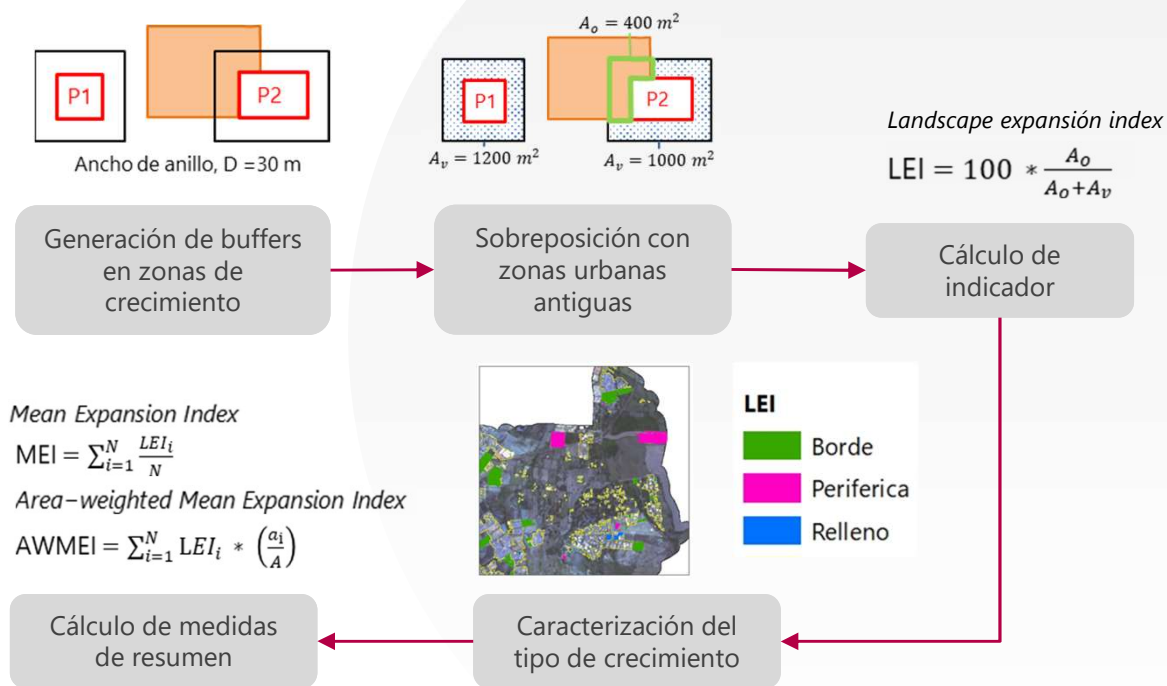 P1
P2
Ancho de anillo, D =30 m
A_o = 400 m²
P1
P2
A_v = 1200 m²
A_v = 1000 m²
Landscape expansión index
LEI = 100 * A_o / (A_o+A_v)
Generación de buffers
en zonas de
crecimiento
Sobreposición con
zonas urbanas
antiguas
Cálculo de
indicador
Mean Expansion Index
MEI = ∑_{i=1}^{N} LEI_i / N
Area-weighted Mean Expansion Index
AWMEI = ∑_{i=1}^{N} LEI_i * (a_i / A)
LEI
Borde
Periferica
Relleno
Caracterización del
tipo de crecimiento
Cálculo de medidas
de resumen